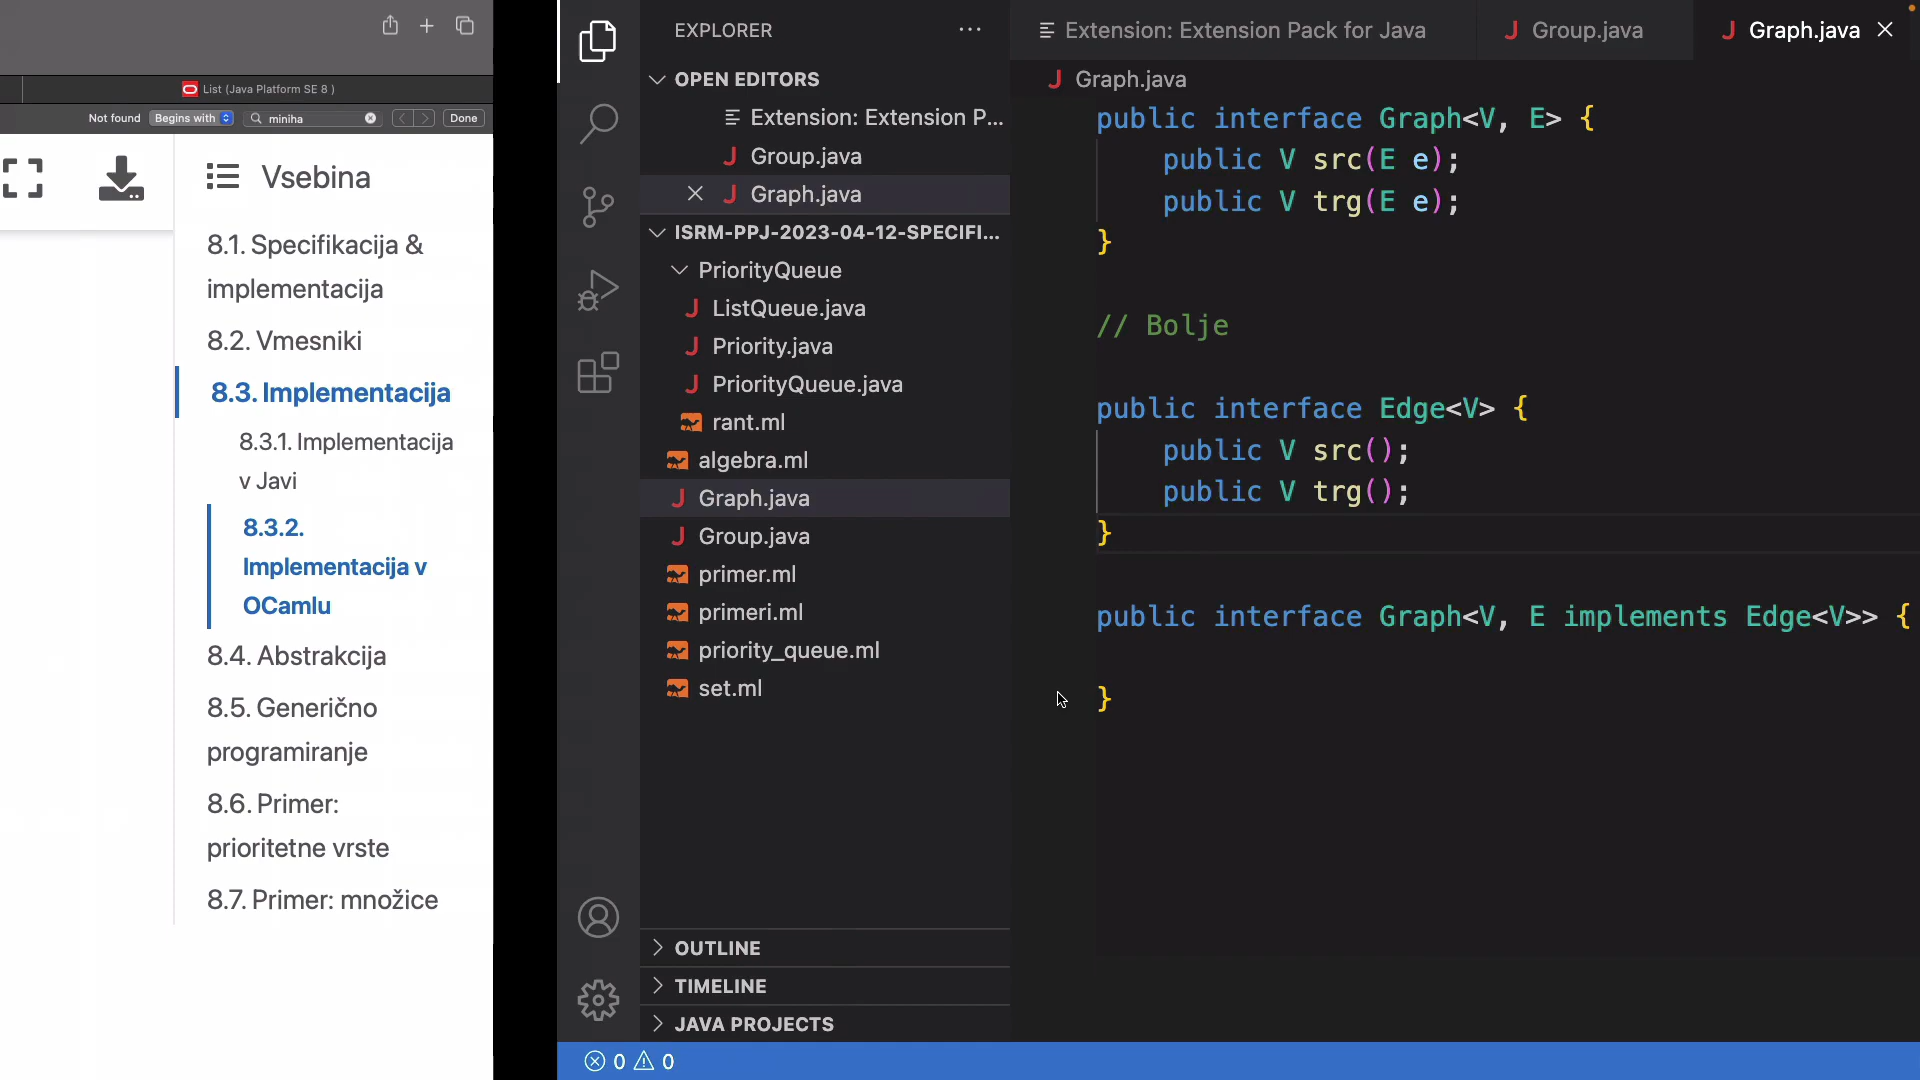 List (Java Platform SE 8 )
Not found Begins with miniha Done
Vsebina
8.1. Specifikacija &
implementacija
8.2. Vmesniki
8.3. Implementacija
8.3.1. Implementacija
v Javi
8.3.2.
Implementacija v
OCamlu
8.4. Abstrakcija
8.5. Generično
programiranje
8.6. Primer:
prioritetne vrste
8.7. Primer: množice
EXPLORER
OPEN EDITORS
Extension: Extension P...
Group.java
Graph.java
ISRM-PPJ-2023-04-12-SPECIFI...
PriorityQueue
ListQueue.java
Priority.java
PriorityQueue.java
rant.ml
algebra.ml
Graph.java
Group.java
primer.ml
primeri.ml
priority_queue.ml
set.ml
OUTLINE
TIMELINE
JAVA PROJECTS
0 0
Extension: Extension Pack for Java Group.java Graph.java
Graph.java
public interface Graph<V, E> {
public V src(E e);
public V trg(E e);
}
// Bolje
public interface Edge<V> {
public V src();
public V trg();
}
public interface Graph<V, E implements Edge<V>> {
}